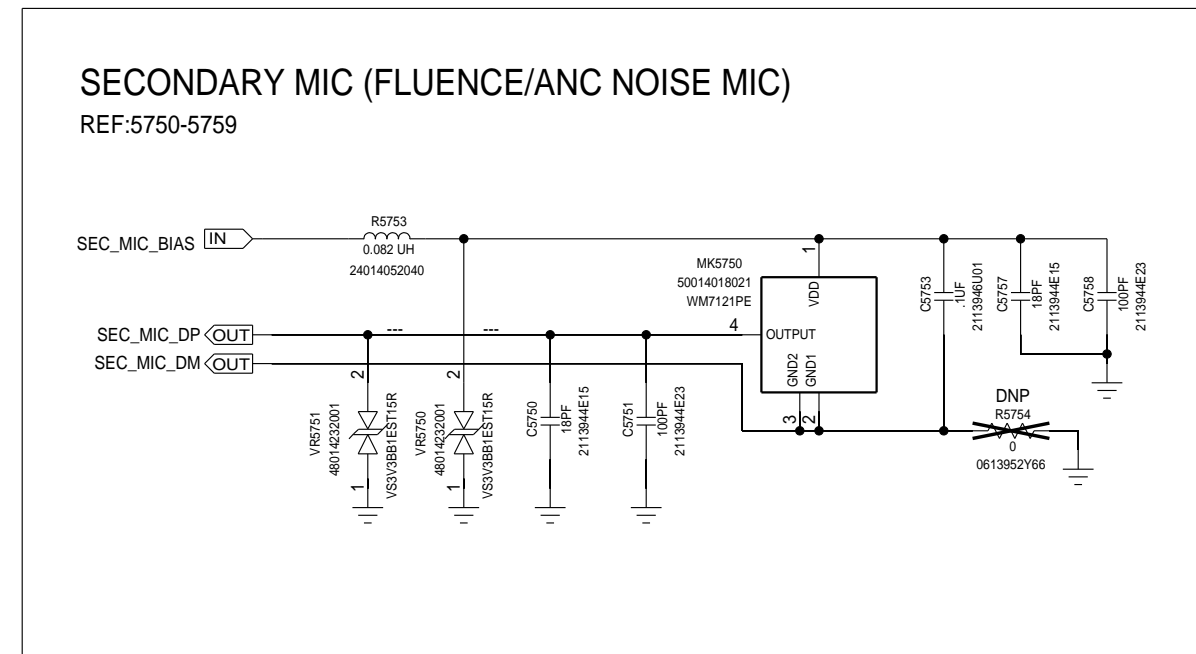 SECONDARY MIC (FLUENCE/ANC NOISE MIC)
REF:5750-5759
SEC_MIC_BIAS
IN
R5753
0.082 UH
24014052040
MK5750
50014018021
WM7121PE
1
VDD
4
OUTPUT
GND2
GND1
3
2
C5753
.1UF
2113946U01
C5757
18PF
2113944E15
C5758
100PF
2113944E23
SEC_MIC_DP
OUT
---
---
SEC_MIC_DM
OUT
2
VR5751
48014232001
VS3V3BB1EST15R
1
2
VR5750
48014232001
VS3V3BB1EST15R
1
C5750
18PF
2113944E15
C5751
100PF
2113944E23
DNP
R5754
0
0613952Y66